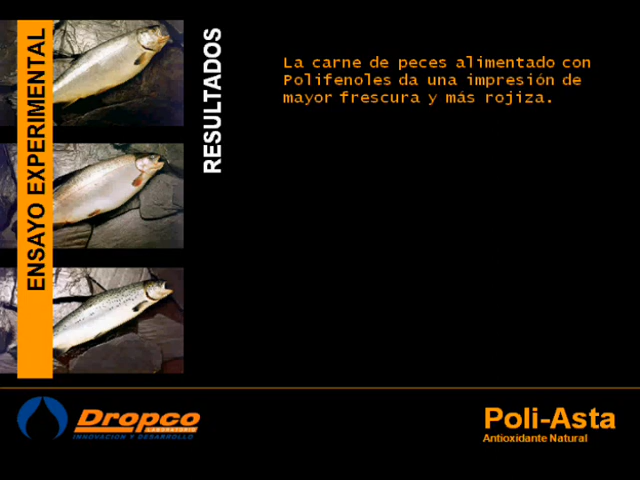 ENSAYO EXPERIMENTAL
RESULTADOS
La carne de peces alimentado con
Polifenoles da una impresión de
mayor frescura y más rojiza.
Dropco
LABORATORIO
INNOVACION Y DESARROLLO
Poli-Asta
Antioxidante Natural